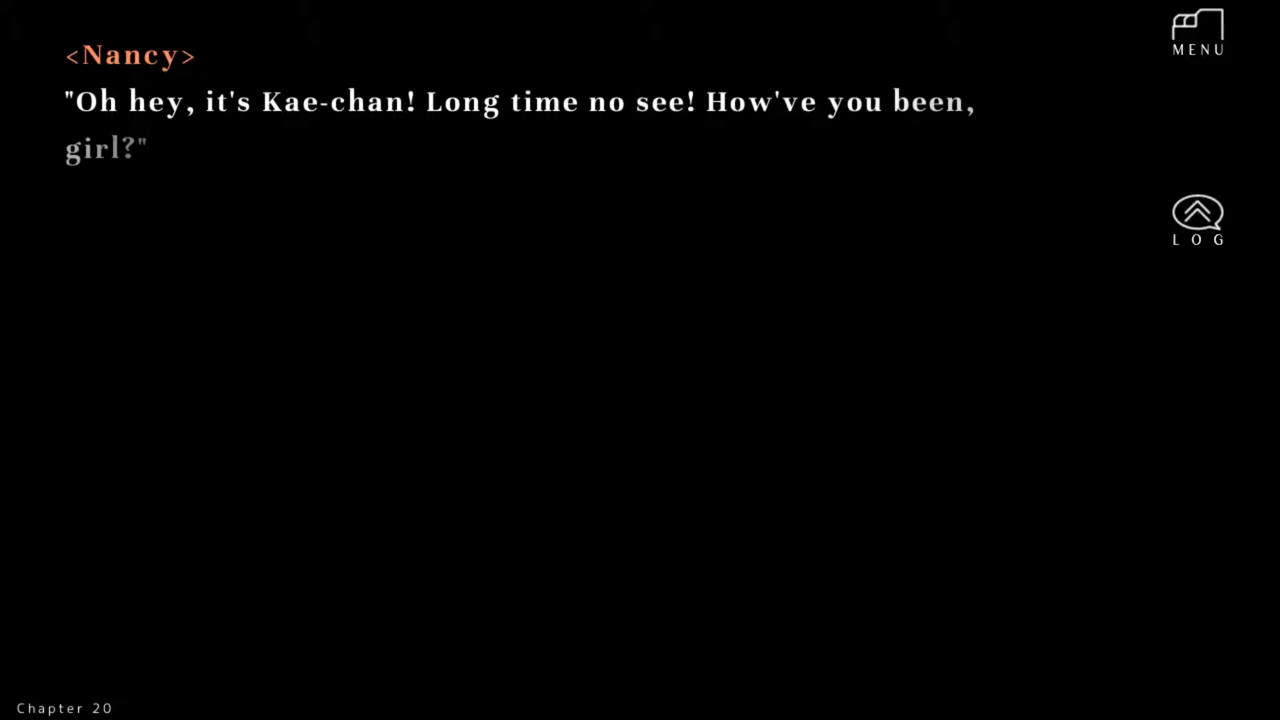 <Nancy>
"Oh hey, it's Kae-chan! Long time no see! How've you been,
girl?"
MENU
LOG
Chapter 20